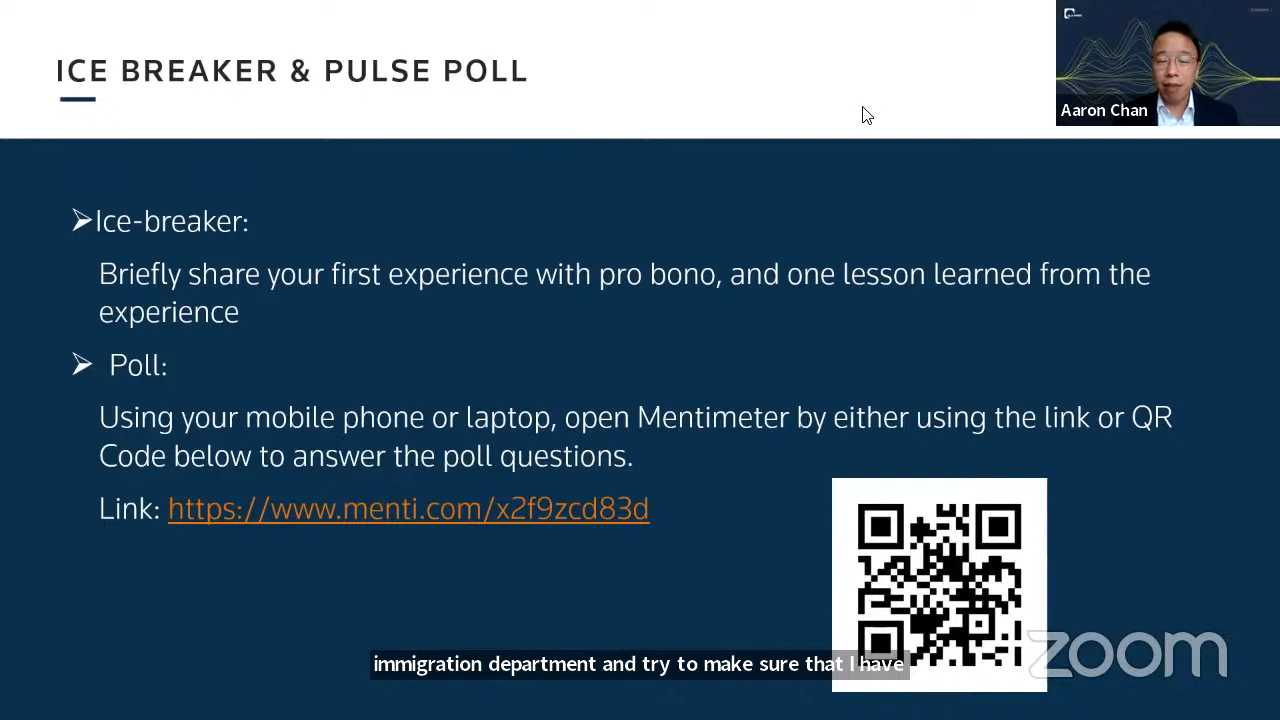 ICE BREAKER & PULSE POLL
Aaron Chan
➢Ice-breaker:
Briefly share your first experience with pro bono, and one lesson learned from the
experience
➢ Poll:
Using your mobile phone or laptop, open Mentimeter by either using the link or QR
Code below to answer the poll questions.
Link: https://www.menti.com/x2f9zcd83d
immigration department and try to make sure that I have
zoom